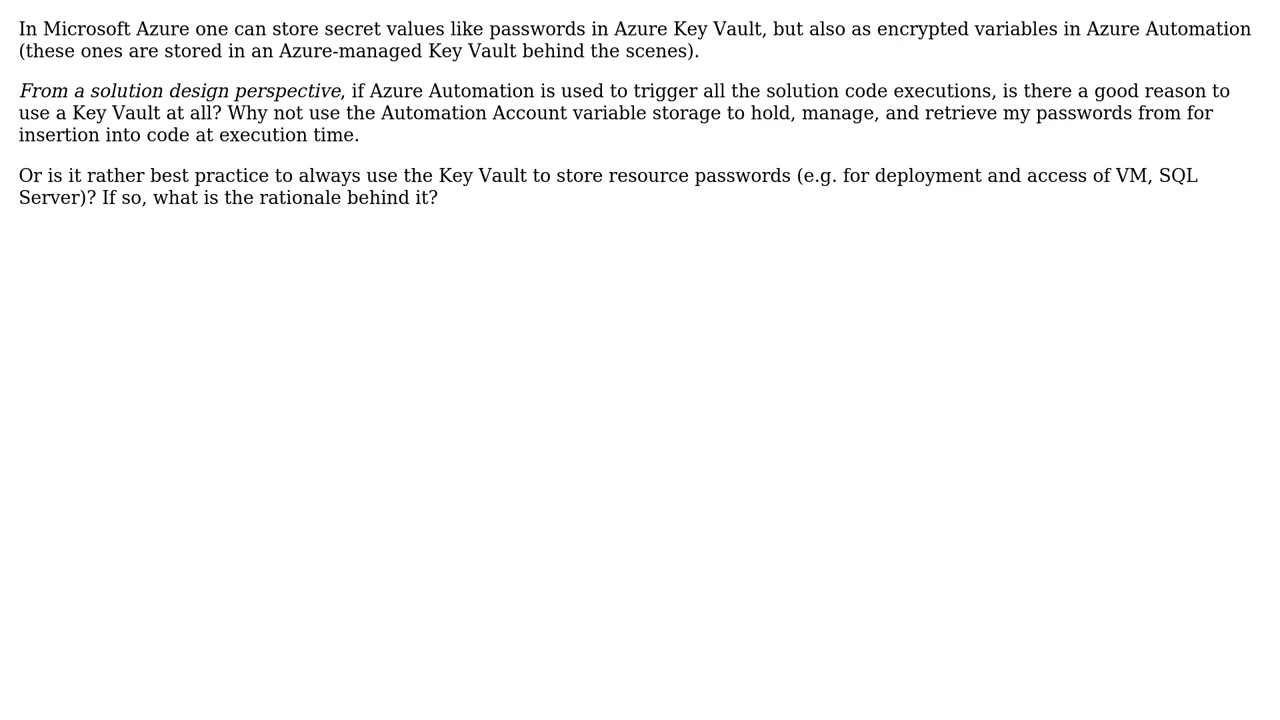 In Microsoft Azure one can store secret values like passwords in Azure Key Vault, but also as encrypted variables in Azure Automation
(these ones are stored in an Azure-managed Key Vault behind the scenes).
From a solution design perspective, if Azure Automation is used to trigger all the solution code executions, is there a good reason to
use a Key Vault at all? Why not use the Automation Account variable storage to hold, manage, and retrieve my passwords from for
insertion into code at execution time.
Or is it rather best practice to always use the Key Vault to store resource passwords (e.g. for deployment and access of VM, SQL
Server)? If so, what is the rationale behind it?